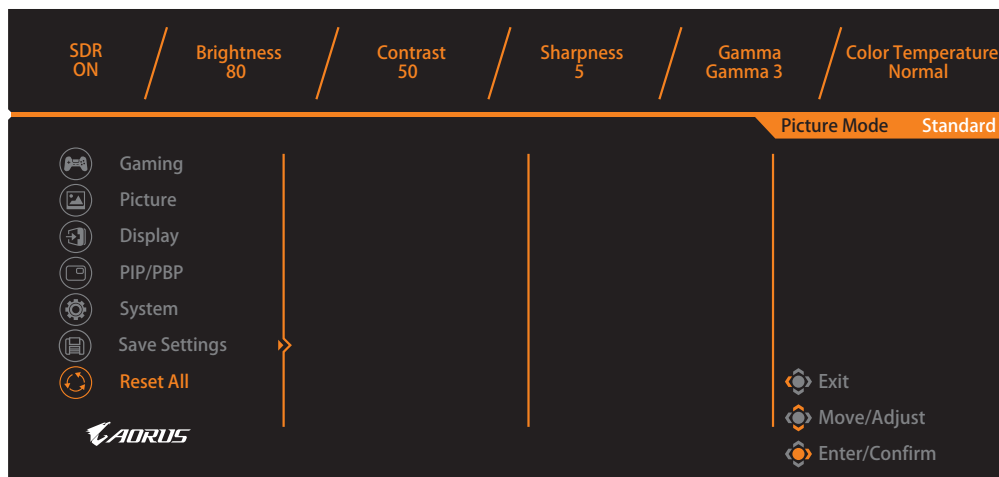 SDR
ON
Brightness
80
Contrast
50
Sharpness
5
Gamma
Gamma 3
Color Temperature
Normal
Picture Mode Standard
Gaming
Picture
Display
PIP/PBP
System
Save Settings
Reset All
AORUS
Exit
Move/Adjust
Enter/Confirm